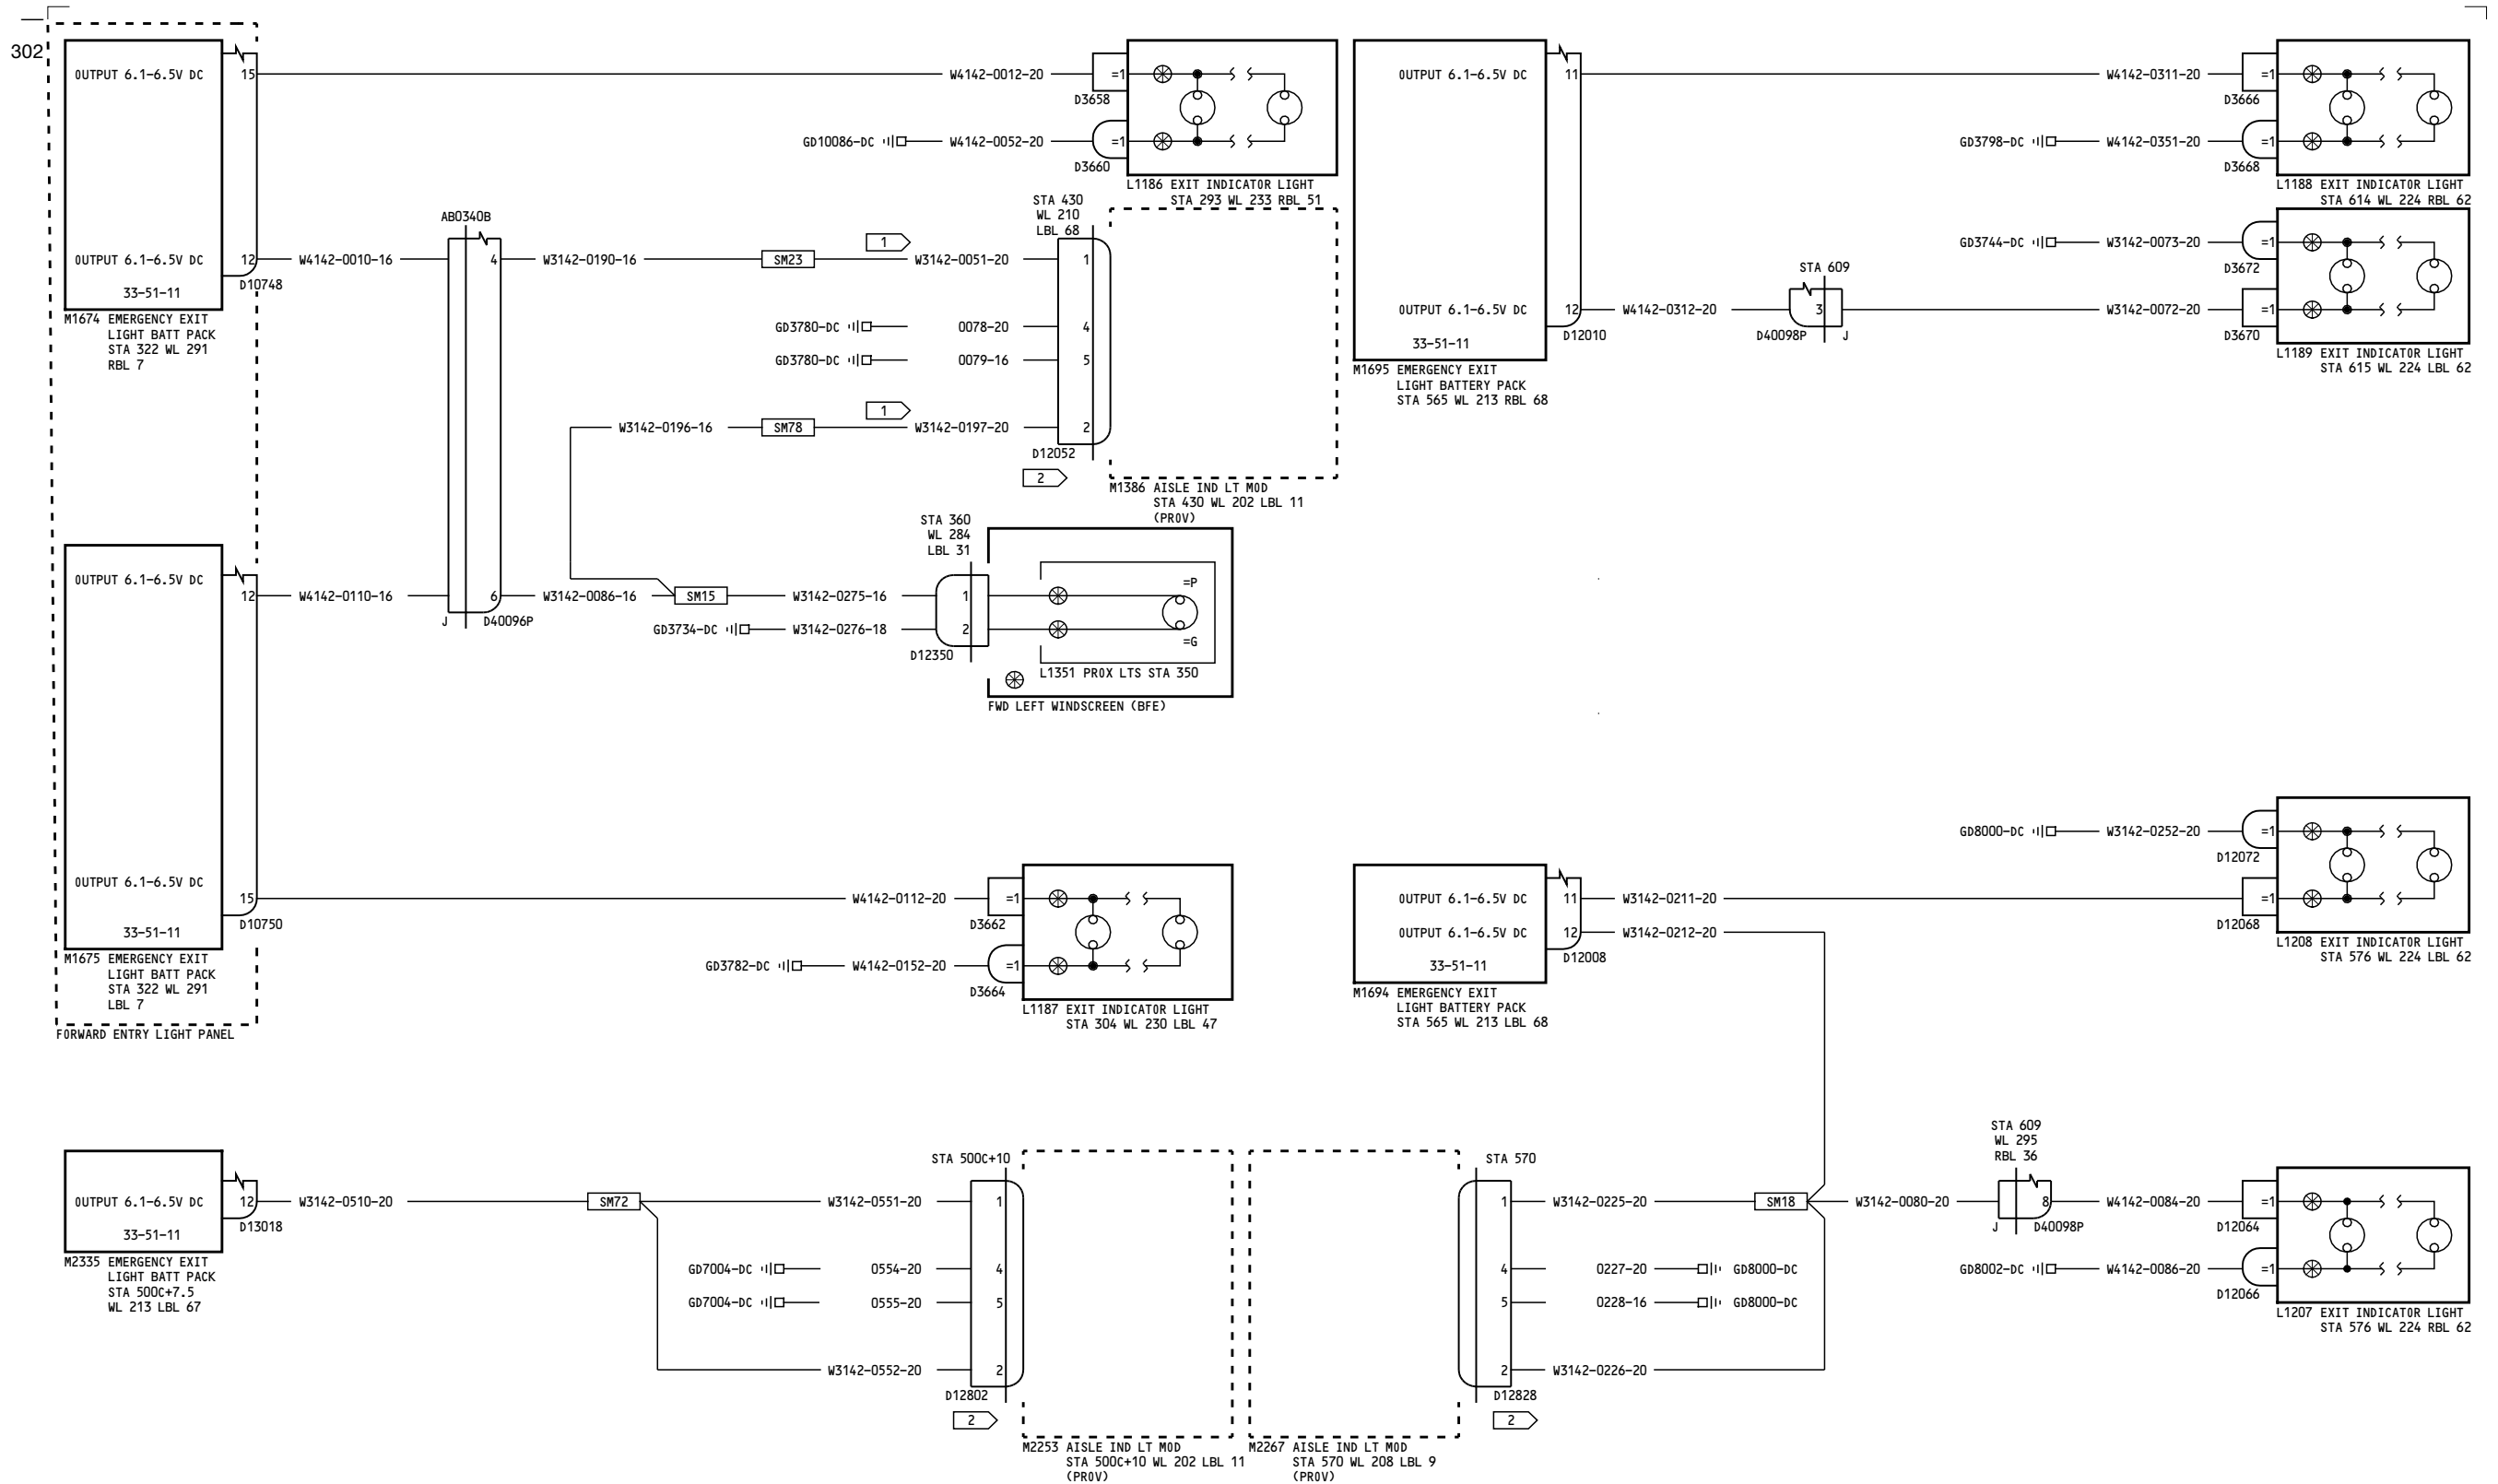 302
OUTPUT 6.1-6.5V DC
15
OUTPUT 6.1-6.5V DC
12
33-51-11
D10748
M1674 EMERGENCY EXIT
LIGHT BATT PACK
STA 322 WL 291
RBL 7
W4142-0012-20
=1
D3658
GD10086-DC
W4142-0052-20
=1
D3660
L1186 EXIT INDICATOR LIGHT
STA 293 WL 233 RBL 51
W4142-0010-16
AB0340B
4
W3142-0190-16
SM23
1
W3142-0051-20
STA 430
WL 210
LBL 68
1
GD3780-DC
0078-20
4
GD3780-DC
0079-16
5
W3142-0196-16
SM78
1
W3142-0197-20
2
D12052
2
M1386 AISLE IND LT MOD
STA 430 WL 202 LBL 11
(PROV)
OUTPUT 6.1-6.5V DC
12
W4142-0110-16
6
J
D40096P
W3142-0086-16
SM15
W3142-0275-16
GD3734-DC
W3142-0276-18
STA 360
WL 284
LBL 31
1
2
D12350
=P
=G
L1351 PROX LTS STA 350
FWD LEFT WINDSCREEN (BFE)
OUTPUT 6.1-6.5V DC
15
33-51-11
D10750
M1675 EMERGENCY EXIT
LIGHT BATT PACK
STA 322 WL 291
LBL 7
FORWARD ENTRY LIGHT PANEL
W4142-0112-20
=1
D3662
GD3782-DC
W4142-0152-20
=1
D3664
L1187 EXIT INDICATOR LIGHT
STA 304 WL 230 LBL 47
OUTPUT 6.1-6.5V DC
12
33-51-11
D13018
M2335 EMERGENCY EXIT
LIGHT BATT PACK
STA 500C+7.5
WL 213 LBL 67
W3142-0510-20
SM72
W3142-0551-20
STA 500C+10
1
GD7004-DC
0554-20
4
GD7004-DC
0555-20
5
W3142-0552-20
2
D12802
2
M2253 AISLE IND LT MOD
STA 500C+10 WL 202 LBL 11
(PROV)
OUTPUT 6.1-6.5V DC
11
OUTPUT 6.1-6.5V DC
12
33-51-11
D12010
M1695 EMERGENCY EXIT
LIGHT BATTERY PACK
STA 565 WL 213 RBL 68
W4142-0311-20
=1
D3666
GD3798-DC
W4142-0351-20
=1
D3668
L1188 EXIT INDICATOR LIGHT
STA 614 WL 224 RBL 62
GD3744-DC
W3142-0073-20
=1
D3672
W4142-0312-20
STA 609
3
D40098P
J
W3142-0072-20
=1
D3670
L1189 EXIT INDICATOR LIGHT
STA 615 WL 224 LBL 62
GD8000-DC
W3142-0252-20
=1
D12072
OUTPUT 6.1-6.5V DC
11
W3142-0211-20
=1
D12068
L1208 EXIT INDICATOR LIGHT
STA 576 WL 224 LBL 62
OUTPUT 6.1-6.5V DC
12
W3142-0212-20
33-51-11
D12008
M1694 EMERGENCY EXIT
LIGHT BATTERY PACK
STA 565 WL 213 LBL 68
STA 570
1
W3142-0225-20
SM18
W3142-0080-20
STA 609
WL 295
RBL 36
8
J
D40098P
W4142-0084-20
=1
D12064
4
0227-20
GD8000-DC
5
0228-16
GD8000-DC
2
W3142-0226-20
D12828
2
M2267 AISLE IND LT MOD
STA 570 WL 208 LBL 9
(PROV)
GD8002-DC
W4142-0086-20
=1
D12066
L1207 EXIT INDICATOR LIGHT
STA 576 WL 224 RBL 62